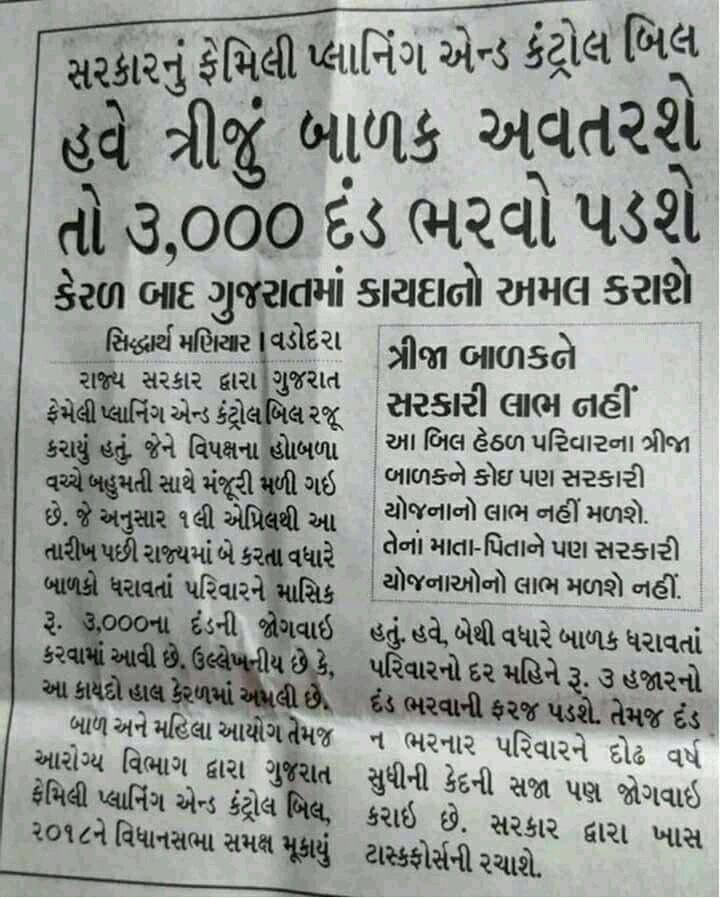 સરકારનું ફેમિલી પ્લાનિંગ એન્ડ કંટ્રોલ બિલ
હવે ત્રીજું બાળક અવતરશે
તો ૩,૦૦૦ દંડ ભરવો પડશે
કેરળ બાદ ગુજરાતમાં કાયદાનો અમલ કરાશે
સિદ્ધાર્થ મણિયાર | વડોદરા
રાજ્ય સરકાર દ્વારા ગુજરાત
ફેમેલી પ્લાનિંગ એન્ડ કંટ્રોલ બિલ રજૂ
કરાયું હતું. જેને વિપક્ષના હોબળા
વચ્ચે બહુમતી સાથે મંજૂરી મળી ગઇ
છે. જે અનુસાર ૧લી એપ્રિલથી આ
તારીખ પછી રાજ્યમાં બે કરતા વધારે
બાળકો ધરાવતાં પરિવારને માસિક
રૂ. ૩,૦૦૦ના દંડની જોગવાઇ
કરવામાં આવી છે. ઉલ્લેખનીય છે કે,
આ કાયદો હાલ કેરળમાં અમલી છે.
બાળ અને મહિલા આયોગ તેમજ
આરોગ્ય વિભાગ દ્વારા ગુજરાત
ફેમિલી પ્લાનિંગ એન્ડ કંટ્રોલ બિલ,
૨૦૧૮ને વિધાનસભા સમક્ષ મૂકાયું
ત્રીજા બાળકને
સરકારી લાભ નહીં
આ બિલ હેઠળ પરિવારના ત્રીજા
બાળકને કોઇ પણ સરકારી
યોજનાનો લાભ નહીં મળશે.
તેનાં માતા-પિતાને પણ સરકારી
યોજનાઓનો લાભ મળશે નહીં.
હતું. હવે, બેથી વધારે બાળક ધરાવતાં
પરિવારનો દર મહિને રૂ. ૩ હજારનો
દંડ ભરવાની ફરજ પડશે. તેમજ દંડ
ન ભરનાર પરિવારને દોઢ વર્ષ
સુધીની કેદની સજા પણ જોગવાઇ
કરાઇ છે. સરકાર દ્વારા ખાસ
ટાસ્કફોર્સની રચાશે.